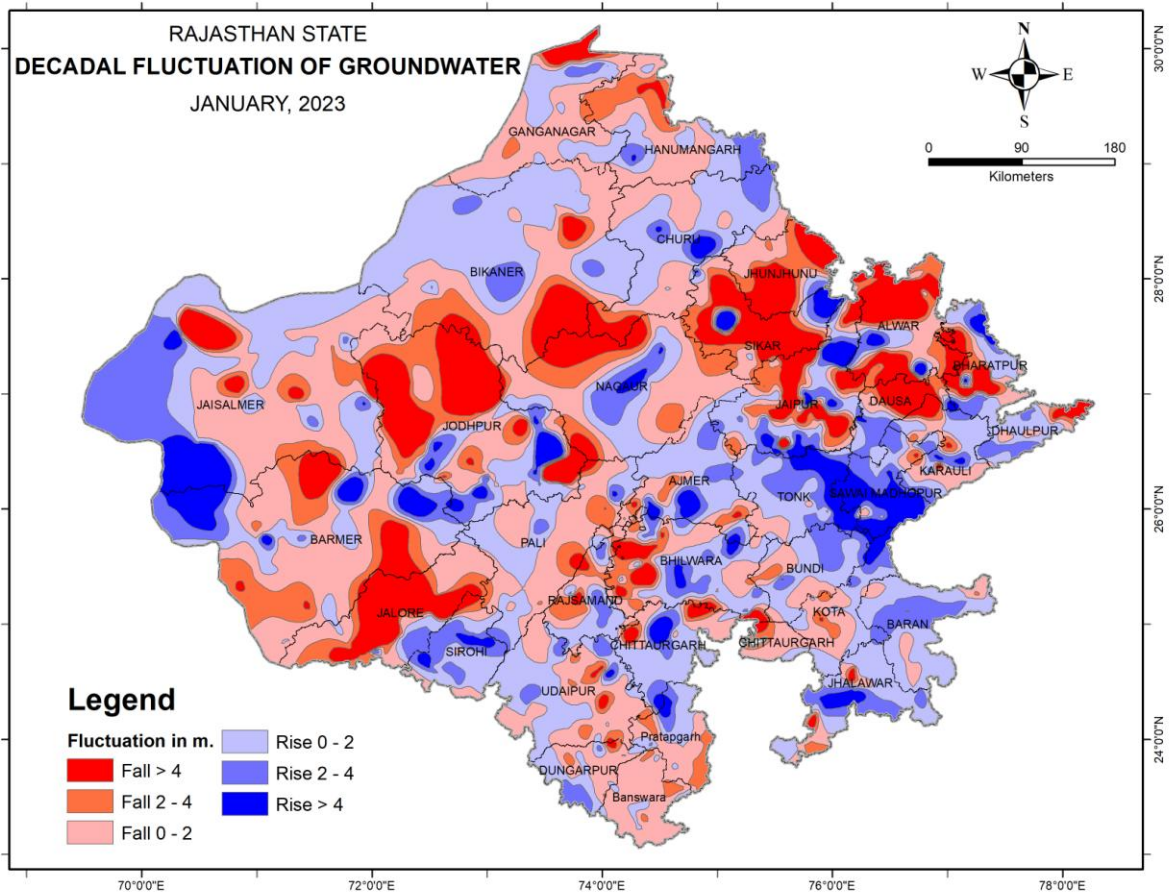 RAJASTHAN STATE
DECADAL FLUCTUATION OF GROUNDWATER
JANUARY, 2023
N
W E
S
0 90 180
Kilometers
30°0'0"N
28°0'0"N
26°0'0"N
24°0'0"N
GANGANAGAR
HANUMANGARH
CHURU
BIKANER
JHUNJHUNU
ALWAR
SIKAR
BHARATPUR
NAGAUR
JAISALMER
JAIPUR
DAUSA
JODHPUR
DHAULPUR
KARAULI
AJMER
TONK
SAWAI MADHOPUR
BARMER
PALI
BHILWARA
BUNDI
RAJSAMAND
JALORE
KOTA
BARAN
CHITTAURGARH
CHITTAURGARH
SIROHI
JHALAWAR
UDAIPUR
Pratapgarh
DUNGARPUR
Banswara
Legend
Fluctuation in m.
Fall > 4
Fall 2 - 4
Fall 0 - 2
Rise 0 - 2
Rise 2 - 4
Rise > 4
70°0'0"E 72°0'0"E 74°0'0"E 76°0'0"E 78°0'0"E